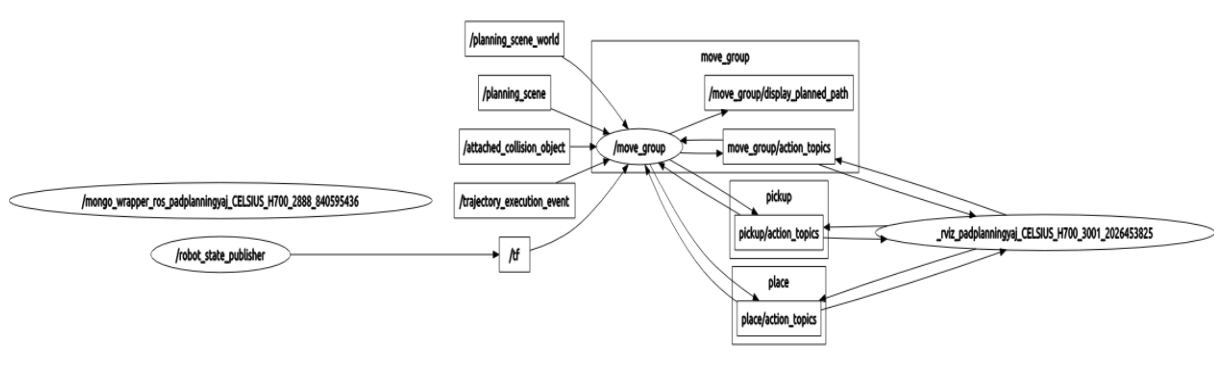 /planning_scene_world
move_group
/planning_scene
/move_group/display_planned_path
/attached_collision_object
/move_group
move_group/action_topics
/trajectory_execution_event
/mongo_wrapper_ros_padplanningyaj_CELSIUS_H700_2888_840595436
pickup
pickup/action_topics
_rviz_padplanningyaj_CELSIUS_H700_3001_2026453825
/robot_state_publisher
/tf
place
place/action_topics